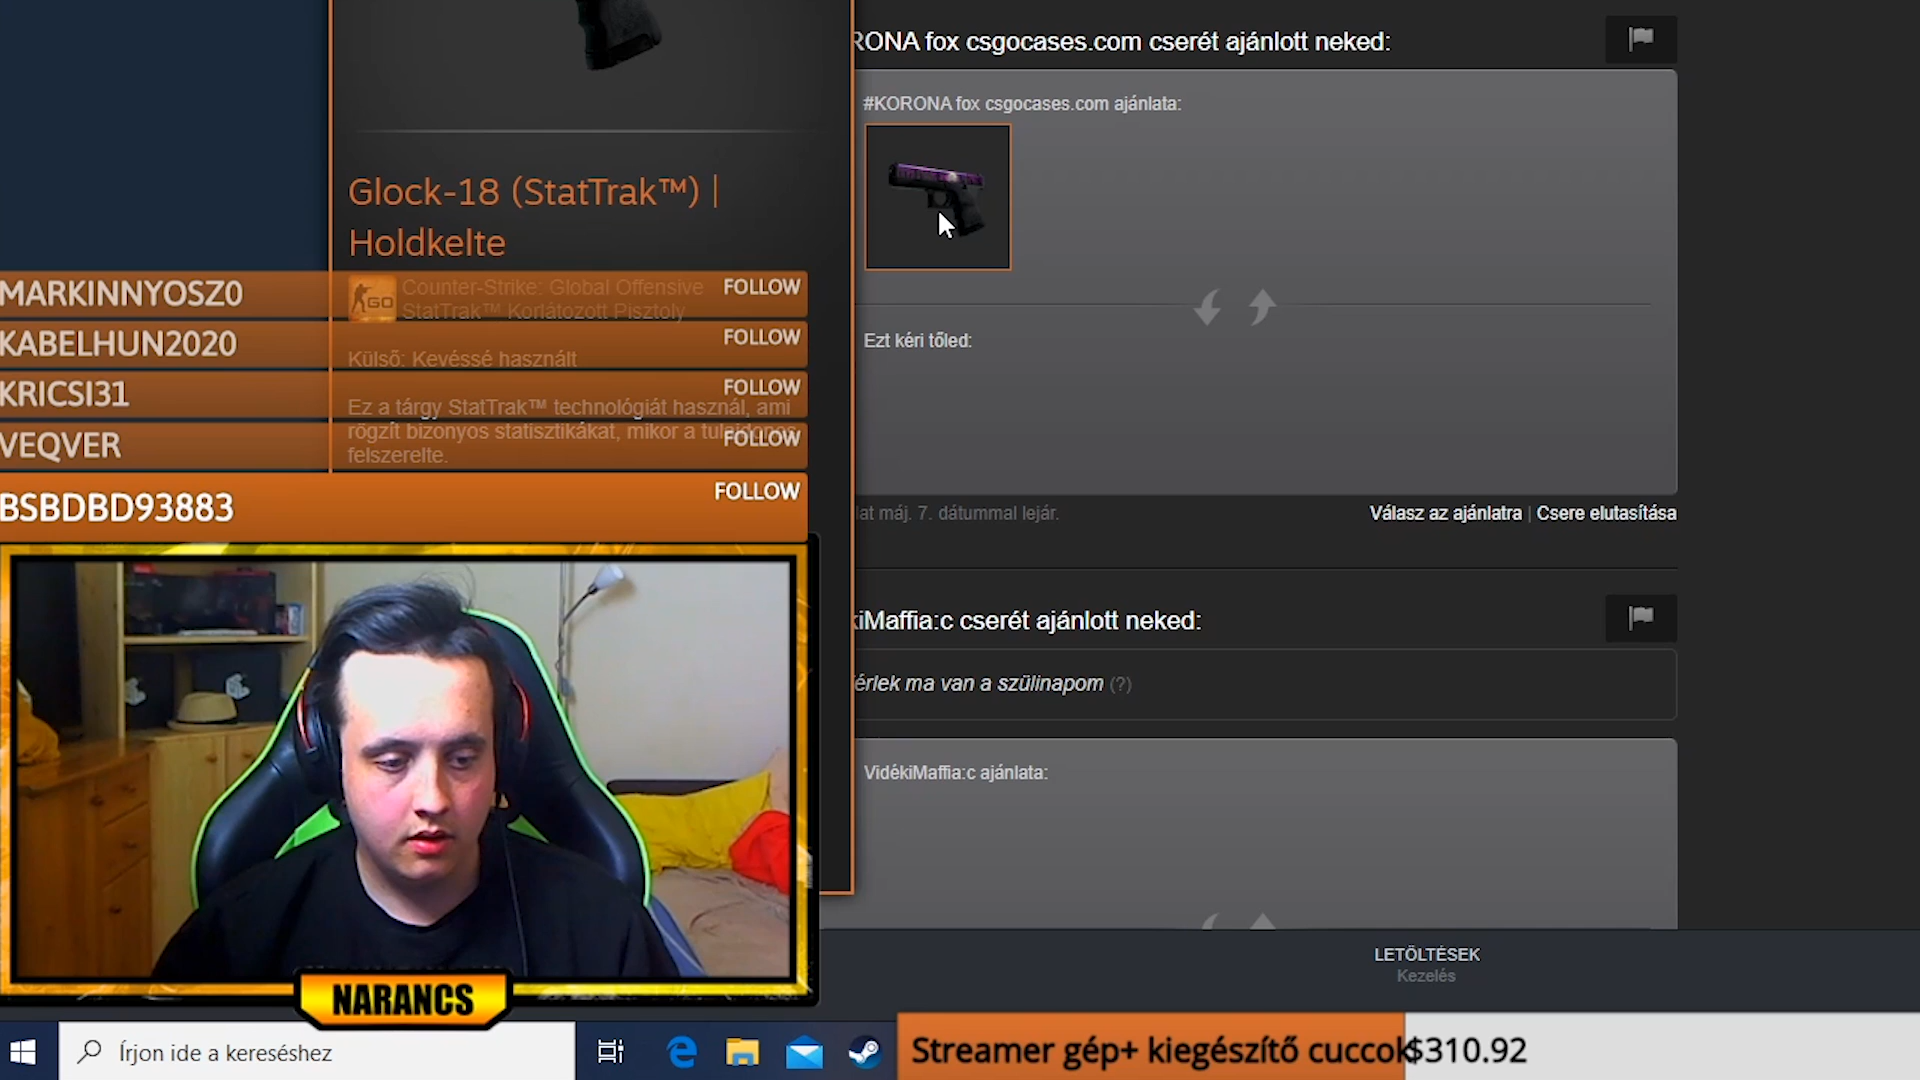 RONA fox csgocases.com cserét ajánlott neked:
#KORONA fox csgocases.com ajánlata:
Glock-18 (StatTrak™) |
Holdkelte
Counter-Strike: Global Offensive
StatTrak™ Korlátozott Pisztoly
GO
Külső: Kevéssé használt
Ez a tárgy StatTrak™ technológiát használ, ami
rögzít bizonyos statisztikákat, mikor a tulajdonos
felszerelte.
MARKINNYOSZ0 FOLLOW
KABELHUN2020 FOLLOW
KRICSI31 FOLLOW
VEQVER FOLLOW
BSBDBD93883 FOLLOW
Ezt kéri tőled:
lat máj. 7. dátummal lejár.
Válasz az ajánlatra | Csere elutasítása
kiMaffia:c cserét ajánlott neked:
érlek ma van a szülinapom (?)
VidékiMaffia:c ajánlata:
LETÖLTÉSEK
Kezelés
NARANCS
Írjon ide a kereséshez
Streamer gép+ kiegészítő cuccok $310.92